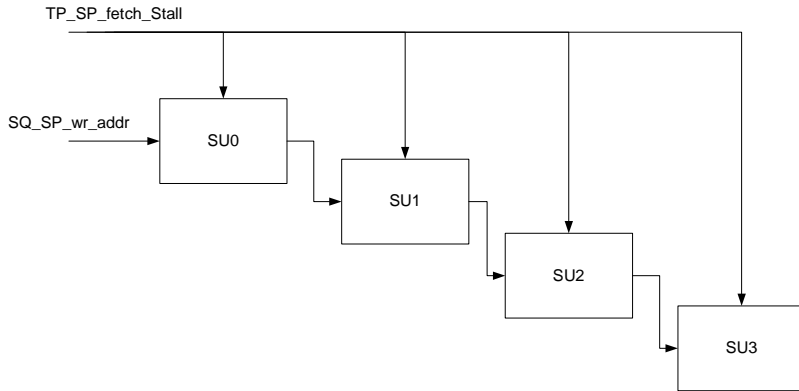 TP_SP_fetch_Stall
SQ_SP_wr_addr
SU0
SU1
SU2
SU3